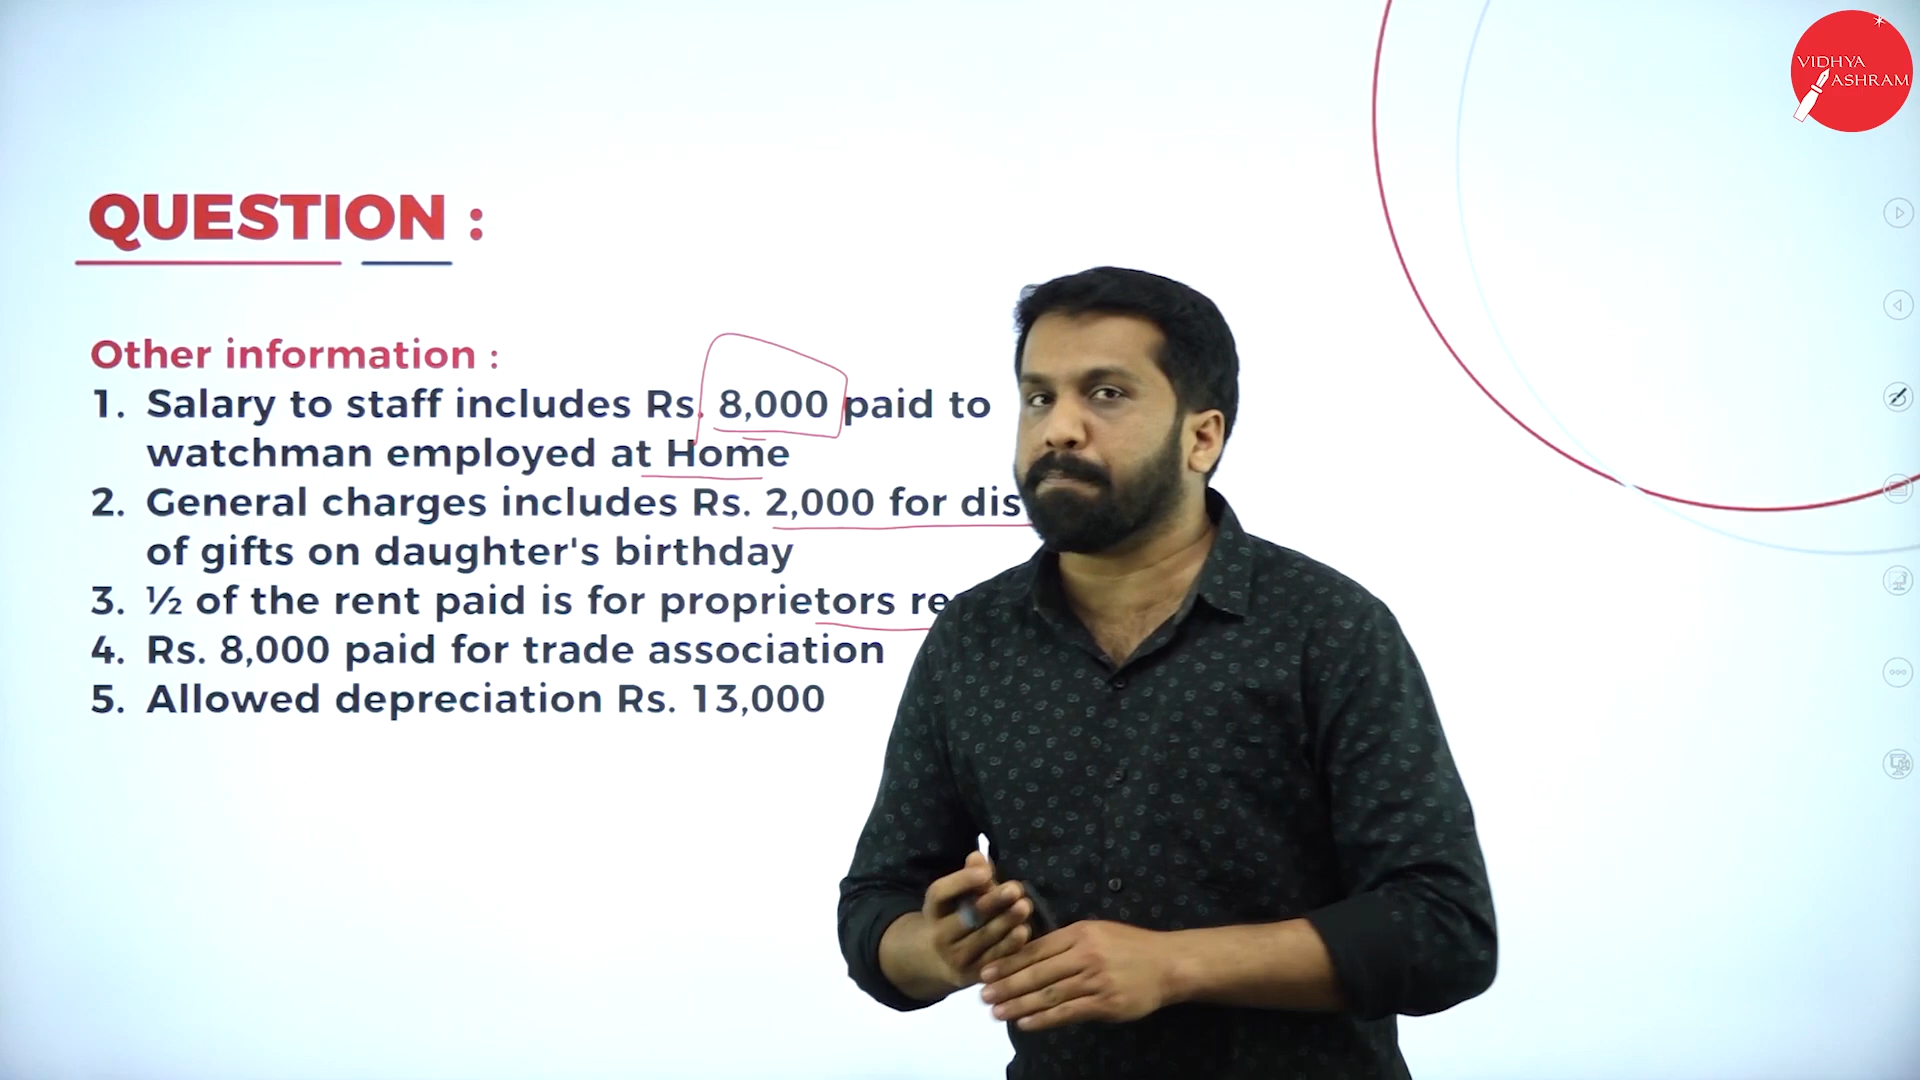 VIDHYA
ASHRAM
QUESTION :
Other information :
1. Salary to staff includes Rs. 8,000 paid to
watchman employed at Home
2. General charges includes Rs. 2,000 for
of gifts on daughter's birthday
3. ½ of the rent paid is for proprietors
4. Rs. 8,000 paid for trade association
5. Allowed depreciation Rs. 13,000